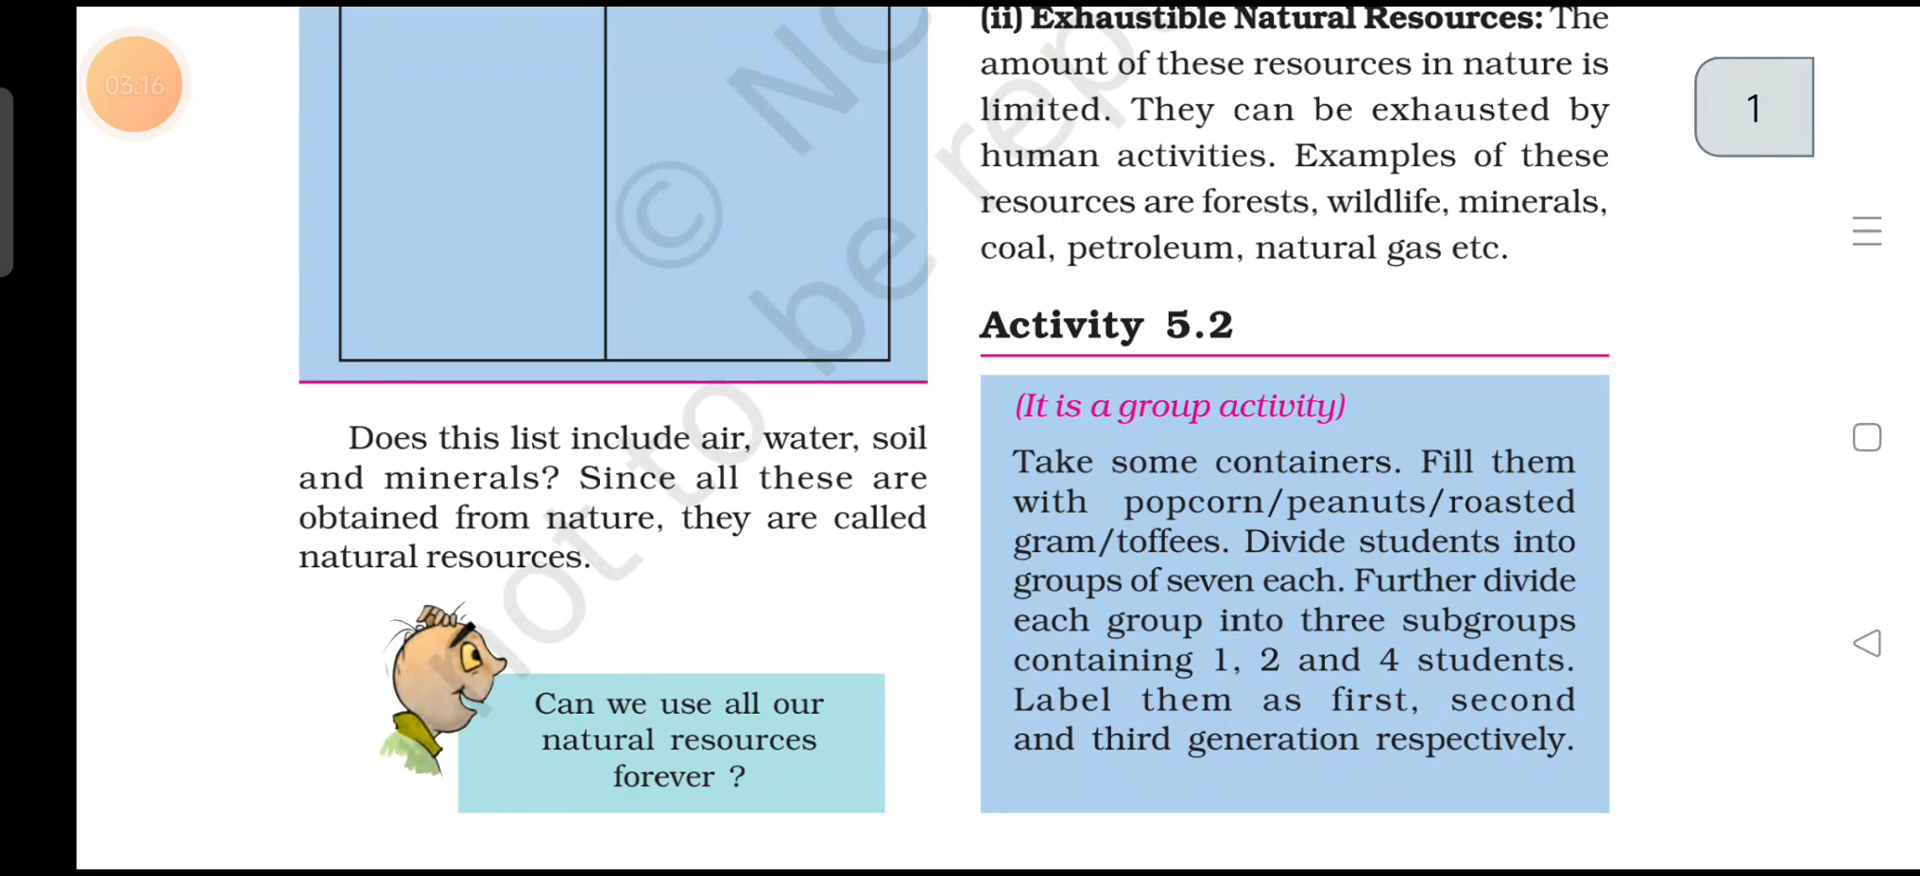 03:16
© NC
not to be rep
Does this list include air, water, soil
and minerals? Since all these are
obtained from nature, they are called
natural resources.
Can we use all our
natural resources
forever ?
(ii) Exhaustible Natural Resources: The
amount of these resources in nature is
limited. They can be exhausted by
human activities. Examples of these
resources are forests, wildlife, minerals,
coal, petroleum, natural gas etc.
Activity 5.2
(It is a group activity)
Take some containers. Fill them
with popcorn/peanuts/roasted
gram/toffees. Divide students into
groups of seven each. Further divide
each group into three subgroups
containing 1, 2 and 4 students.
Label them as first, second
and third generation respectively.
1